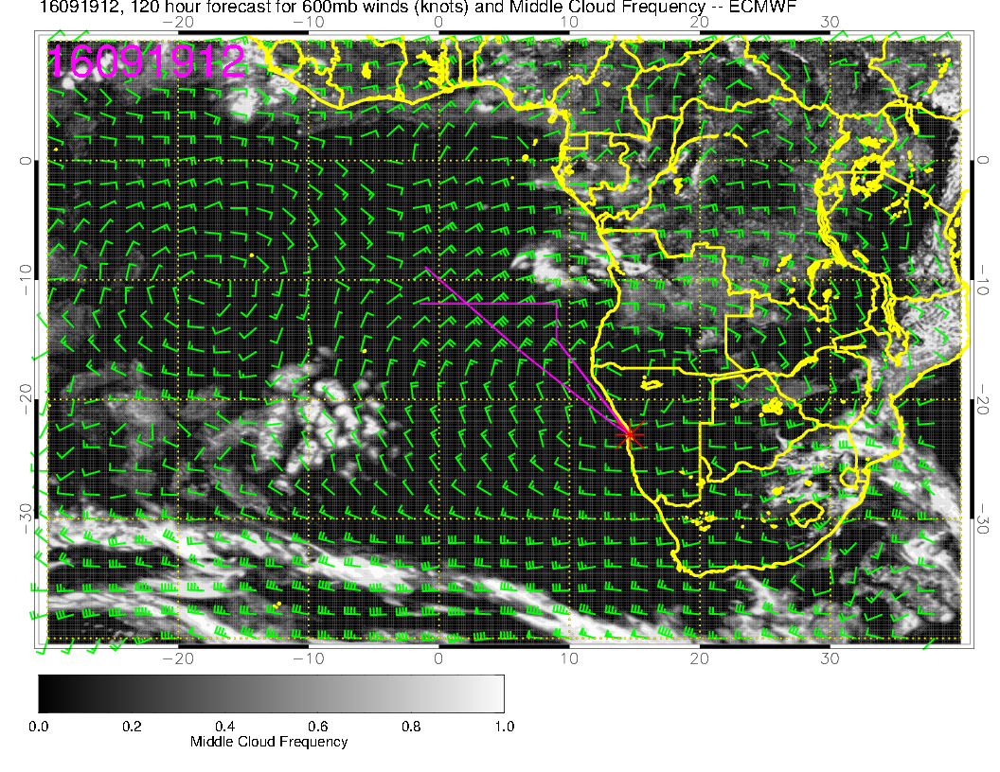 16091912, 120 hour forecast for 600mb winds (knots) and Middle Cloud Frequency -- ECMWF
−20 −10 0 10 20 30
16091912
0 0
−10 −10
−20 −20
−30 −30
−20 −10 0 10 20 30
0.0 0.2 0.4 0.6 0.8 1.0
Middle Cloud Frequency